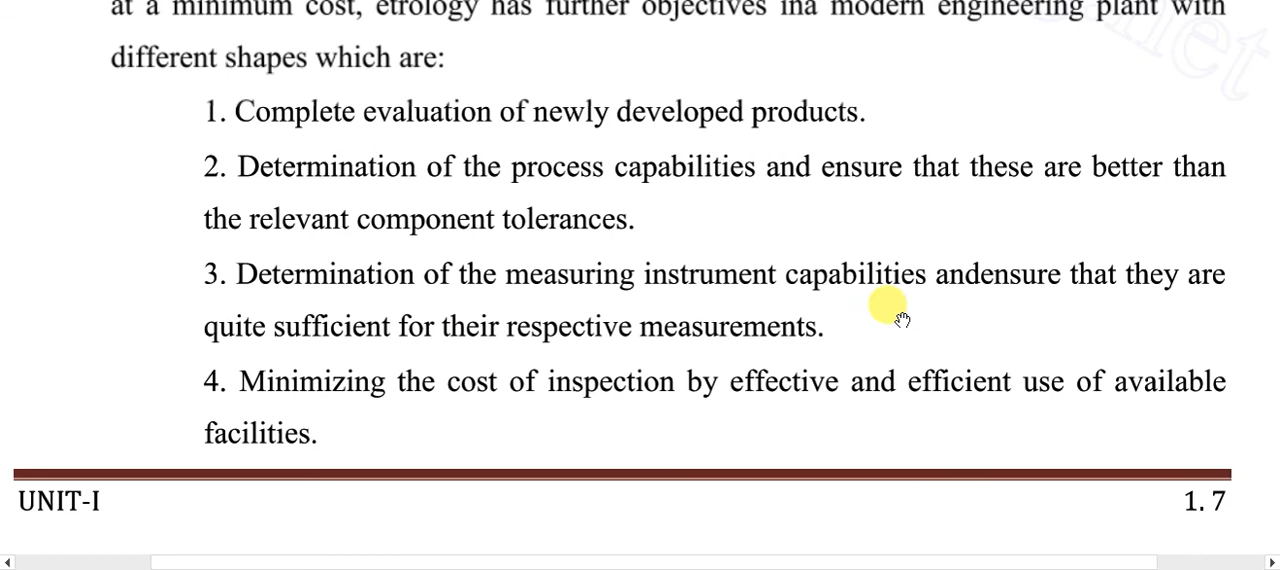 at a minimum cost, etrology has further objectives ina modern engineering plant with
different shapes which are:
1. Complete evaluation of newly developed products.
2. Determination of the process capabilities and ensure that these are better than
the relevant component tolerances.
3. Determination of the measuring instrument capabilities andensure that they are
quite sufficient for their respective measurements.
4. Minimizing the cost of inspection by effective and efficient use of available
facilities.
UNIT-I
1. 7